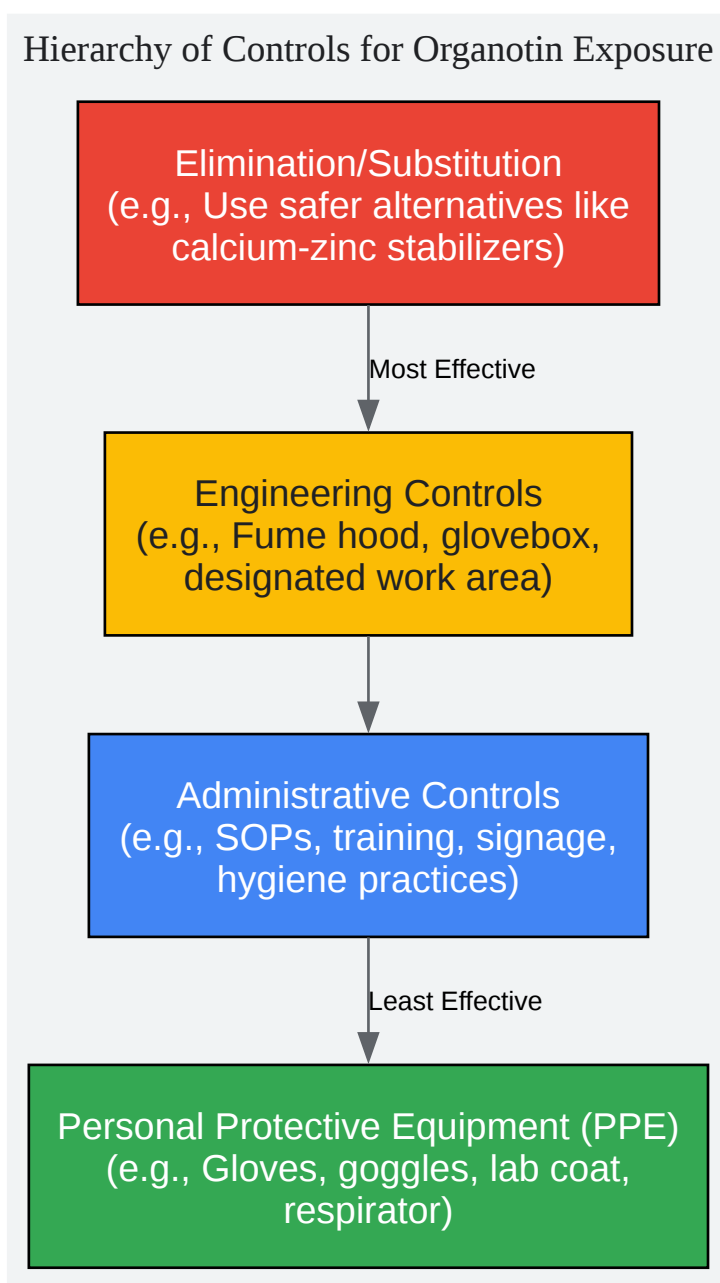 Hierarchy of Controls for Organotin Exposure
Elimination/Substitution
(e.g., Use safer alternatives like
calcium-zinc stabilizers)
Most Effective
Engineering Controls
(e.g., Fume hood, glovebox,
designated work area)
Administrative Controls
(e.g., SOPs, training, signage,
hygiene practices)
Least Effective
Personal Protective Equipment (PPE)
(e.g., Gloves, goggles, lab coat,
respirator)